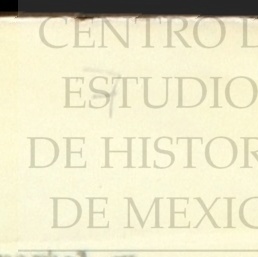 CENTRO D
ESTUDIO
DE HISTOR
DE MEXIC